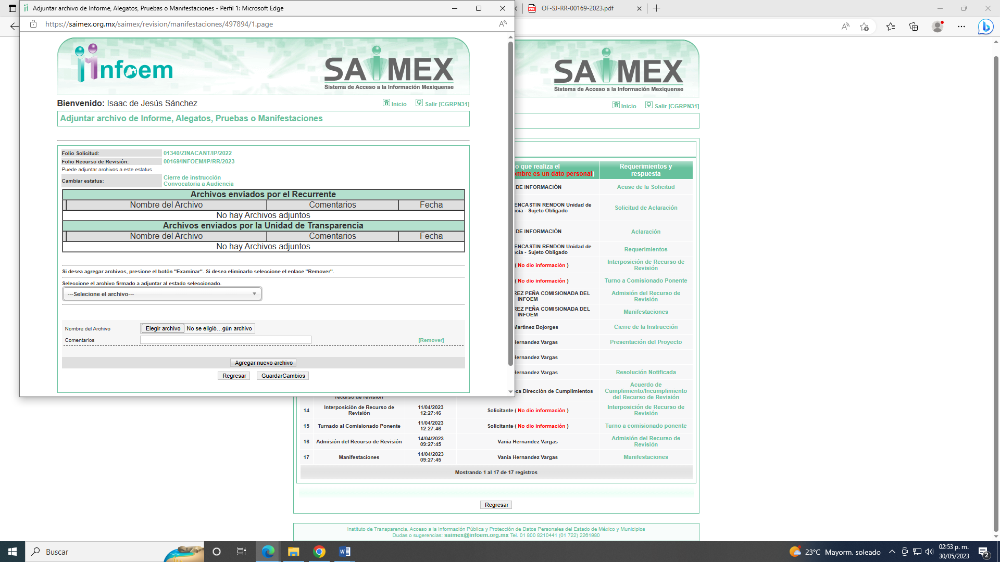 Adjuntar archivo de Informe, Alegatos, Pruebas o Manifestaciones - Perfil 1: Microsoft Edge
OF-SJ-RR-00169-2023.pdf
https://saimex.org.mx/saimex/revision/manifestaciones/497894/1.page
infoem
SAIMEX
Sistema de Acceso a la Información Mexiquense
Bienvenido: Isaac de Jesús Sánchez
Inicio
Salir [CGRPN31]
Adjuntar archivo de Informe, Alegatos, Pruebas o Manifestaciones
Folio Solicitud: 01340/ZINACANT/IP/2022
Folio Recurso de Revisión: 00169/INFOEM/IP/RR/2023
Puede adjuntar archivos a este estatus
Cambiar estatus:
Cierre de instrucción
Convocatoria a Audiencia
Archivos enviados por el Recurrente
Nombre del Archivo Comentarios Fecha
No hay Archivos adjuntos
Archivos enviados por la Unidad de Transparencia
Nombre del Archivo Comentarios Fecha
No hay Archivos adjuntos
Si desea agregar archivos, presione el botón "Examinar". Si desea eliminarlo seleccione el enlace "Remover".
Seleccione el archivo firmado a adjuntar al estado seleccionado.
---Selecione el archivo---
Nombre del Archivo
Elegir archivo No se eligió...gún archivo
Comentarios
[Remover]
Agregar nuevo archivo
Regresar GuardarCambios
SAIMEX
Sistema de Acceso a la Información Mexiquense
Inicio
Salir [CGRPN31]
o que realiza el
ombre es un dato personal)
Requerimientos y
respuesta
DE INFORMACIÓN Acuse de la Solicitud
ENCASTIN RENDON Unidad de
cia - Sujeto Obligado
Solicitud de Aclaración
DE INFORMACIÓN Aclaración
ENCASTIN RENDON Unidad de
cia - Sujeto Obligado
Requerimientos
( No dio información )
Interposición de Recurso de
Revisión
( No dio información ) Turno a Comisionado Ponente
REZ PEÑA COMISIONADA DEL
INFOEM
Admisión del Recurso de
Revisión
REZ PEÑA COMISIONADA DEL
INFOEM
Manifestaciones
Martínez Bojorges Cierre de la Instrucción
Hernandez Vargas Presentación del Proyecto
Hernandez Vargas
Hernandez Vargas Resolución Notificada
eca Dirección de Cumplimientos
Acuerdo de
Cumplimiento/Incumplimiento
del Recurso de Revisión
recurso de revisión
14
Interposición de Recurso de
Revisión
11/04/2023
12:27:46
Solicitante ( No dio información )
Interposición de Recurso de
Revisión
15
Turnado al Comisionado Ponente
11/04/2023
12:27:46
Solicitante ( No dio información )
Turno a comisionado ponente
16
Admisión del Recurso de Revisión
14/04/2023
09:27:45
Vania Hernandez Vargas
Admisión del Recurso de
Revisión
17
Manifestaciones
14/04/2023
09:27:45
Vania Hernandez Vargas
Manifestaciones
Mostrando 1 al 17 de 17 registros
Regresar
Instituto de Transparencia, Acceso a la Información Pública y Protección de Datos Personales del Estado de México y Municipios
Dudas o sugerencias: saimex@infoem.org.mx Tel. 01 800 8210441 (01 722) 2261980
Buscar
23°C Mayorm. soleado
02:53 p. m.
30/05/2023
2